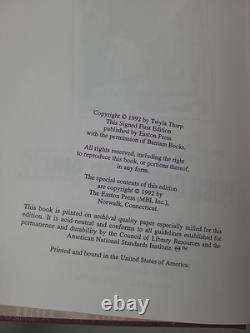 Copyright © 1992 by Twyla Tharp.
This Signed First Edition
published by Easton Press
with the permission of Bantam Books.
All rights reserved, including the right
to reproduce this book, or portions thereof,
in any form.
The special contents of this edition
are copyright © 1992 by
The Easton Press (MBI, Inc.),
Norwalk, Connecticut.
This book is printed on archival quality paper especially milled for this
edition. It is acid-neutral and conforms to all guidelines established for
permanence and durability by the Council of Library Resources and the
American National Standards Institute. ♾™
Printed and bound in the United States of America.